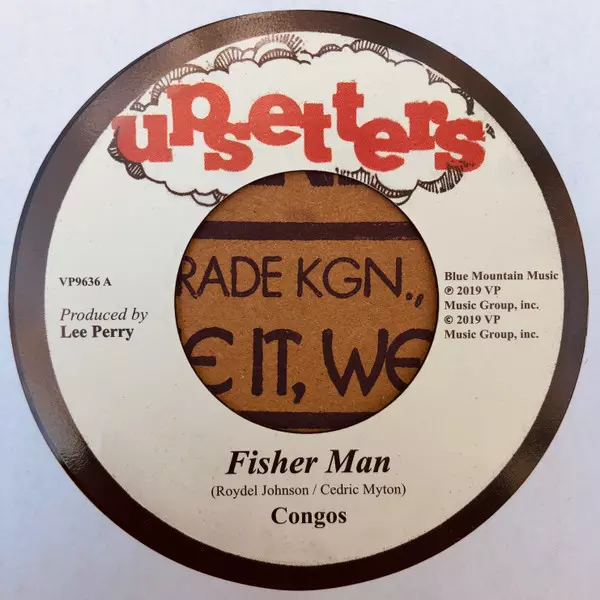 upsetters
VP9636 A
Produced by
Lee Perry
Blue Mountain Music
℗ 2019 VP
Music Group, inc.
© 2019 VP
Music Group, inc.
RADE KGN.,
E IT, WE
Fisher Man
(Roydel Johnson / Cedric Myton)
Congos